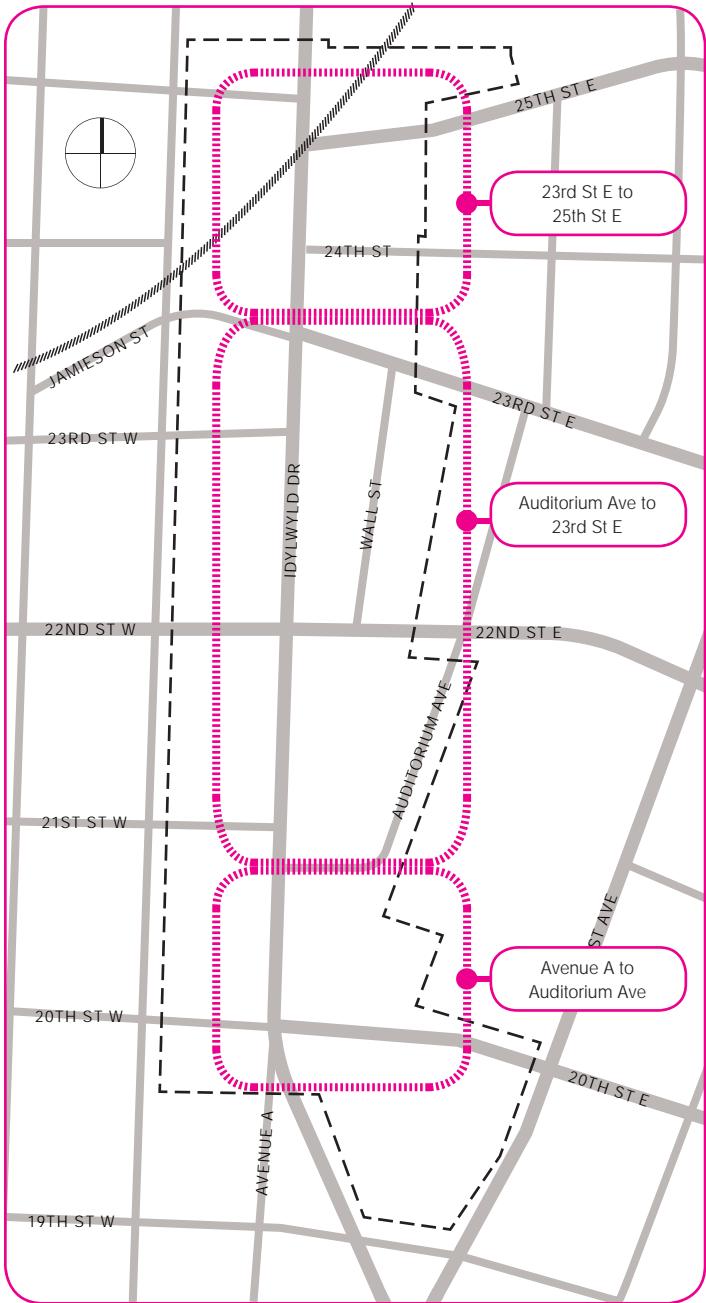 25TH ST E
23rd St E to
25th St E
24TH ST
JAMIESON ST
23RD ST E
23RD ST W
IDYLWYLD DR
WALL ST
Auditorium Ave to
23rd St E
22ND ST W
22ND ST E
AUDITORIUM AVE
21ST ST W
ST AVE
Avenue A to
Auditorium Ave
20TH ST W
20TH ST E
AVENUE A
19TH ST W